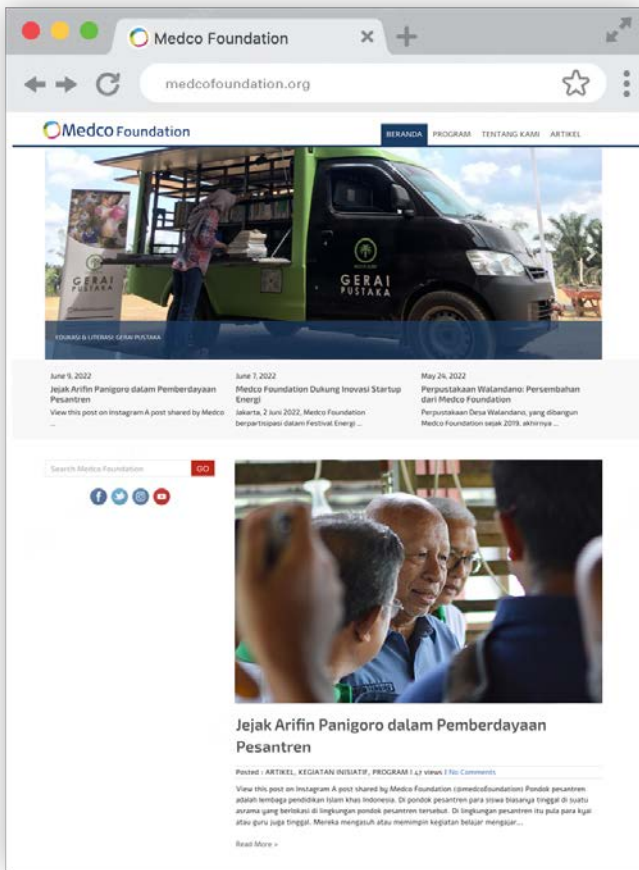 Medco Foundation
medcofoundation.org
Medco Foundation
BERANDA PROGRAM TENTANG KAMI ARTIKEL
GERAI
PUSTAKA
GERAI
PUSTAKA
EDUKASI & LITERASI: GERAI PUSTAKA
June 9, 2022
Jejak Arifin Panigoro dalam Pemberdayaan
Pesantren
View this post on Instagram A post shared by Medco
...
June 7, 2022
Medco Foundation Dukung Inovasi Startup
Energi
Jakarta, 2 Juni 2022, Medco Foundation
berpartisipasi dalam Festival Energi ...
May 24, 2022
Perpustakaan Walandano: Persembahan
dari Medco Foundation
Perpustakaan Desa Walandano, yang dibangun
Medco Foundation sejak 2019, akhirnya ...
Search Medco Foundation GO
Jejak Arifin Panigoro dalam Pemberdayaan
Pesantren
Posted : ARTIKEL, KEGIATAN INISIATIF, PROGRAM | 47 views | No Comments
View this post on Instagram A post shared by Medco Foundation (@medcofoundation) Pondok pesantren
adalah lembaga pendidikan Islam khas Indonesia. Di pondok pesantren para siswa biasanya tinggal di suatu
asrama yang berlokasi di lingkungan pondok pesantren tersebut. Di lingkungan pesantren itu pula para kyai
atau guru juga tinggal. Mereka mengasuh atau memimpin kegiatan belajar mengajar...
Read More »